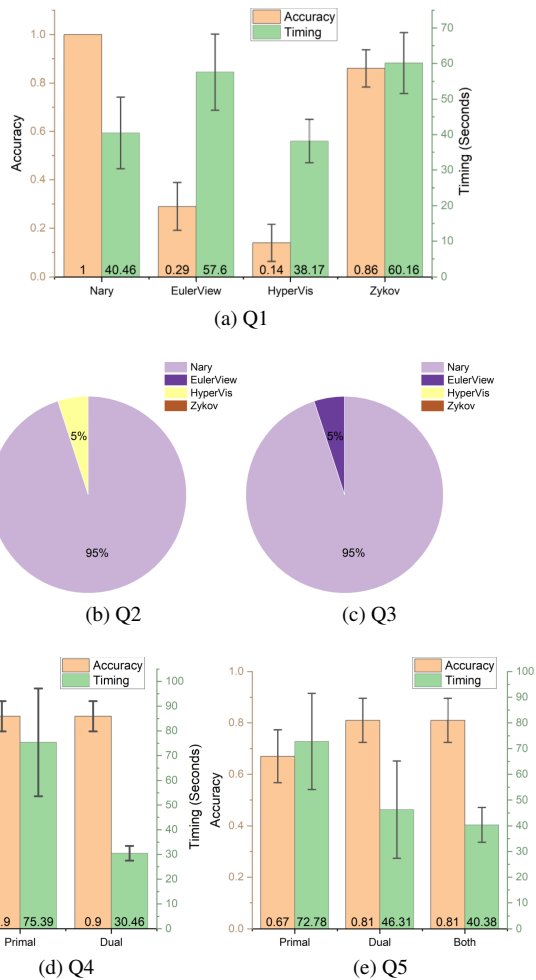 Accuracy
Timing
1.0
0.8
0.6
0.4
0.2
0.0
Accuracy
70
60
50
40
30
20
10
0
Timing (Seconds)
1 40.46 0.29 57.6 0.14 38.17 0.86 60.16
Nary EulerView HyperVis Zykov
(a) Q1
Nary
EulerView
HyperVis
Zykov
5%
95%
(b) Q2
Nary
EulerView
HyperVis
Zykov
5%
95%
(c) Q3
Accuracy
Timing
100
90
80
70
60
50
40
30
20
10
0
Timing (Seconds)
.9 75.39 0.9 30.46
Primal Dual
(d) Q4
Accuracy
Timing
1.0
0.8
0.6
0.4
0.2
0.0
Accuracy
100
90
80
70
60
50
40
30
20
10
0
0.67 72.78 0.81 46.31 0.81 40.38
Primal Dual Both
(e) Q5